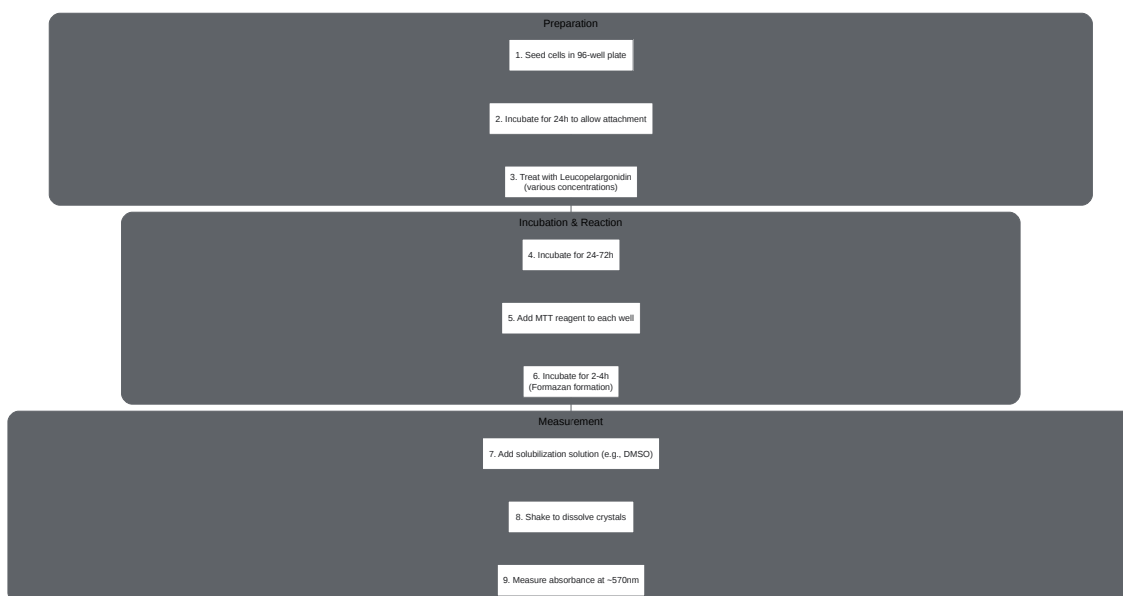 Preparation
1. Seed cells in 96-well plate
2. Incubate for 24h to allow attachment
3. Treat with Leucopelargonidin
(various concentrations)
Incubation & Reaction
4. Incubate for 24-72h
5. Add MTT reagent to each well
6. Incubate for 2-4h
(Formazan formation)
Measurement
7. Add solubilization solution (e.g., DMSO)
8. Shake to dissolve crystals
9. Measure absorbance at ~570nm